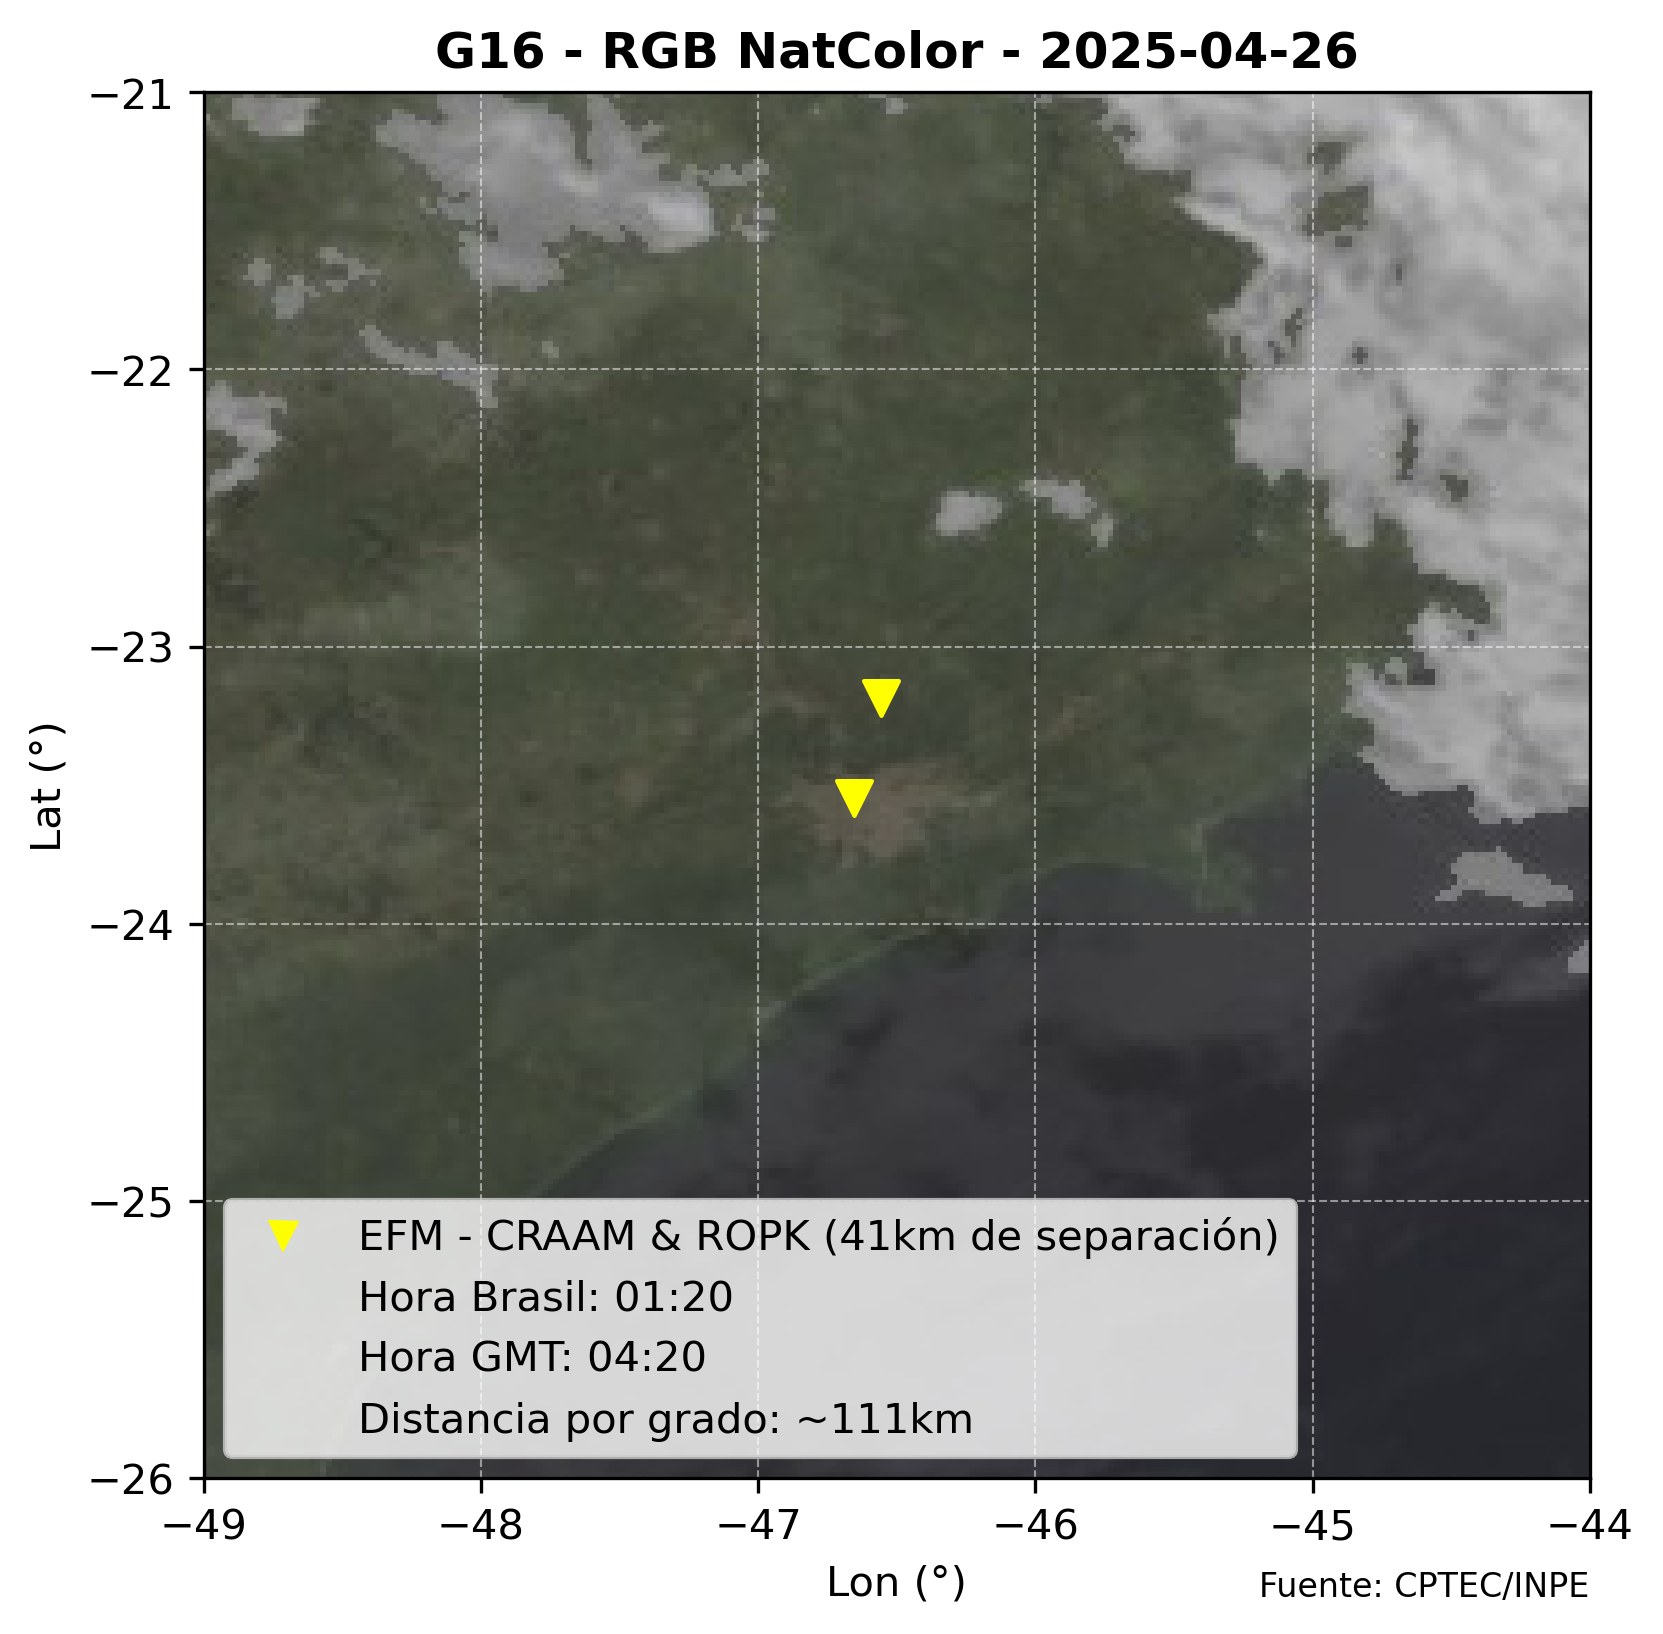 G16 - RGB NatColor - 2025-04-26
−21
−22
−23
−24
−25
−26
Lat (°)
EFM - CRAAM & ROPK (41km de separación)
Hora Brasil: 01:20
Hora GMT: 04:20
Distancia por grado: ~111km
−49
−48
−47
−46
−45
−44
Lon (°)
Fuente: CPTEC/INPE